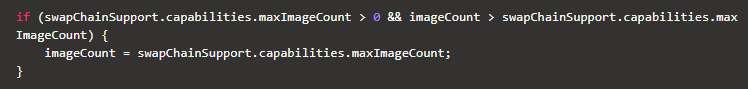 if (swapChainSupport.capabilities.maxImageCount > 0 && imageCount > swapChainSupport.capabilities.max
ImageCount) {
    imageCount = swapChainSupport.capabilities.maxImageCount;
}